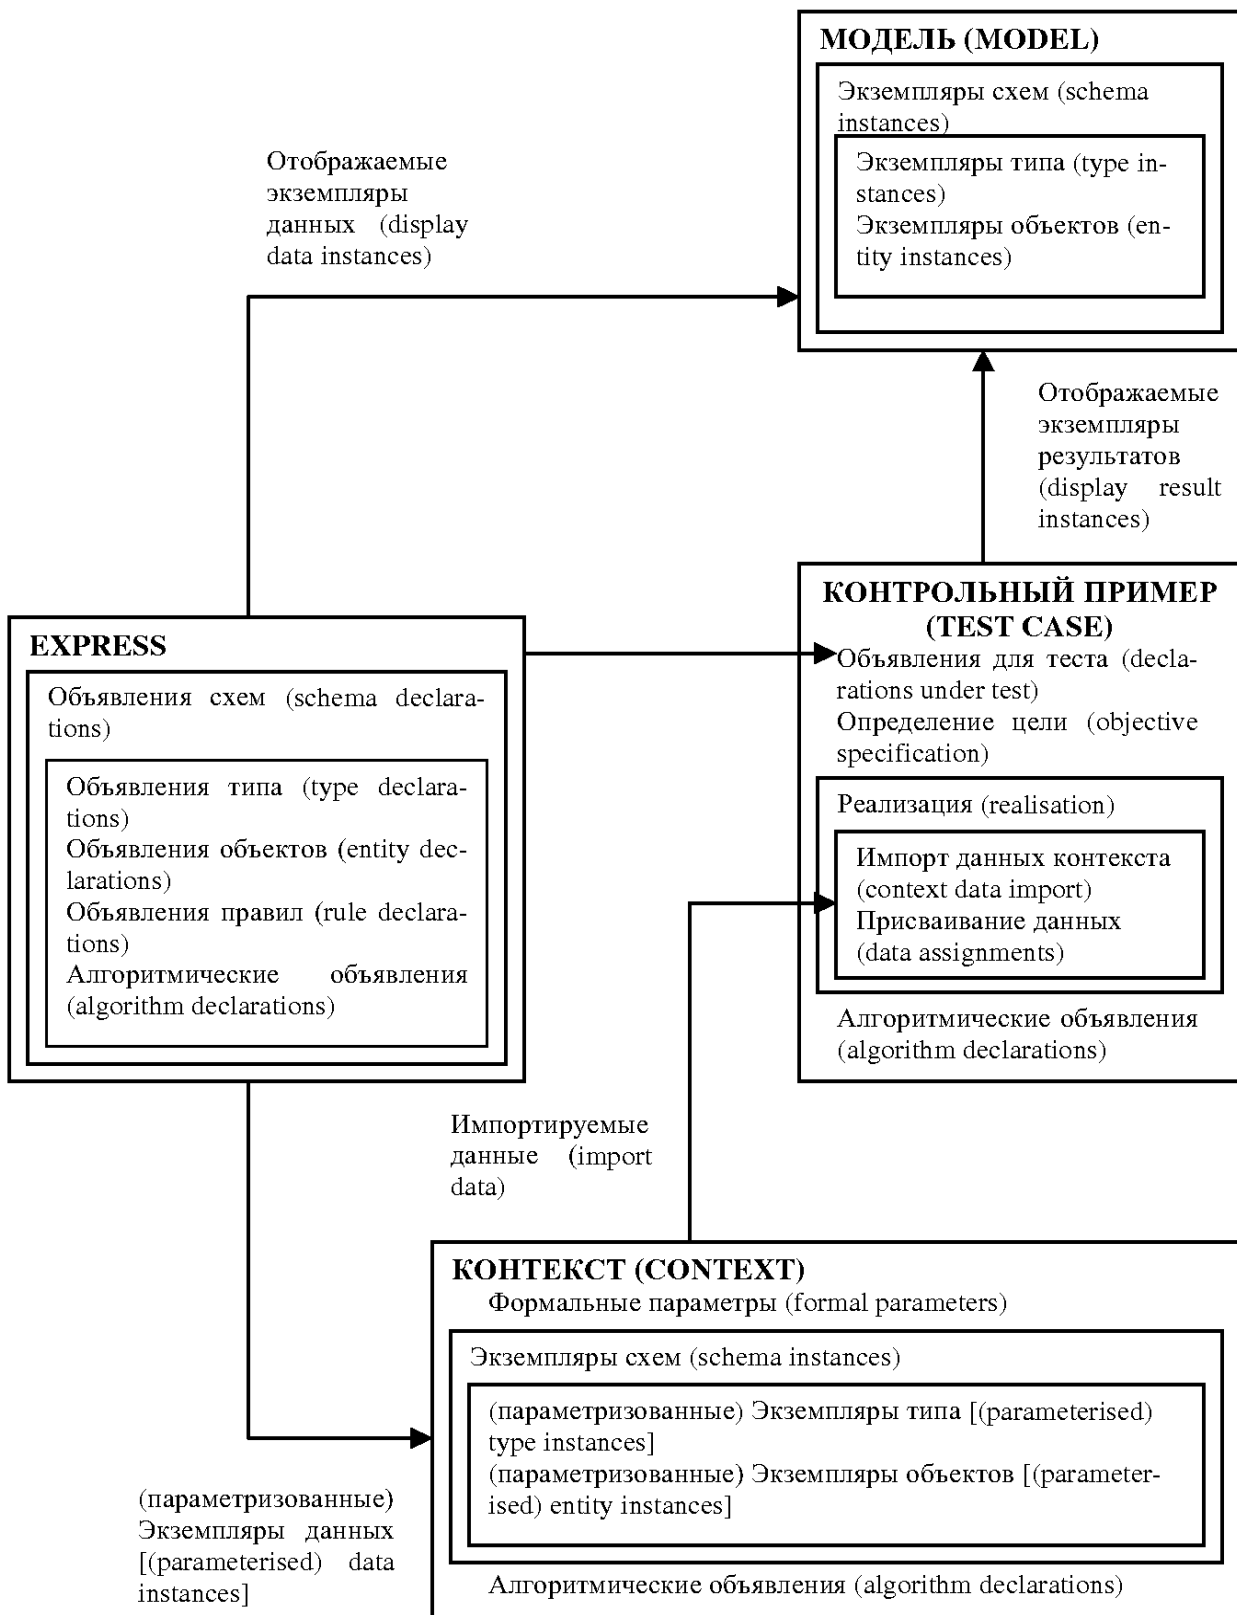 МОДЕЛЬ (MODEL)
Экземпляры схем (schema
instances)
Экземпляры типа (type in-
stances)
Экземпляры объектов (en-
tity instances)
Отображаемые
экземпляры
данных (display
data instances)
Отображаемые
экземпляры
результатов
(display result
instances)
КОНТРОЛЬНЫЙ ПРИМЕР
(TEST CASE)
Объявления для теста (decla-
rations under test)
Определение цели (objective
specification)
Реализация (realisation)
Импорт данных контекста
(context data import)
Присваивание данных
(data assignments)
Алгоритмические объявления
(algorithm declarations)
EXPRESS
Объявления схем (schema declara-
tions)
Объявления типа (type declara-
tions)
Объявления объектов (entity dec-
larations)
Объявления правил (rule declara-
tions)
Алгоритмические объявления
(algorithm declarations)
Импортируемые
данные (import
data)
КОНТЕКСТ (CONTEXT)
Формальные параметры (formal parameters)
Экземпляры схем (schema instances)
(параметризованные) Экземпляры типа [(parameterised)
type instances]
(параметризованные) Экземпляры объектов [(parameter-
ised) entity instances]
Алгоритмические объявления (algorithm declarations)
(параметризованные)
Экземпляры данных
[(parameterised) data
instances]